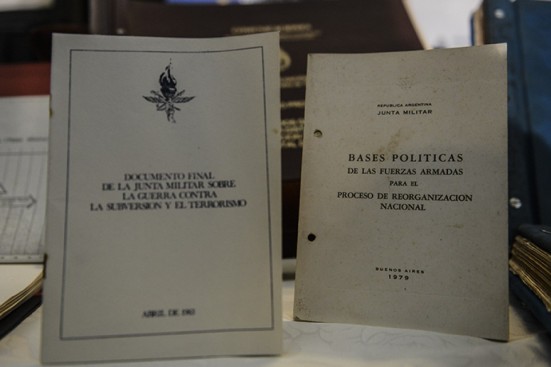 DOCUMENTO FINAL
DE LA JUNTA MILITAR SOBRE
LA GUERRA CONTRA
LA SUBVERSION Y EL TERRORISMO
ABRIL DE 1983
REPUBLICA ARGENTINA
JUNTA MILITAR
BASES POLITICAS
DE LAS FUERZAS ARMADAS
PARA EL
PROCESO DE REORGANIZACION
NACIONAL
BUENOS AIRES
1979